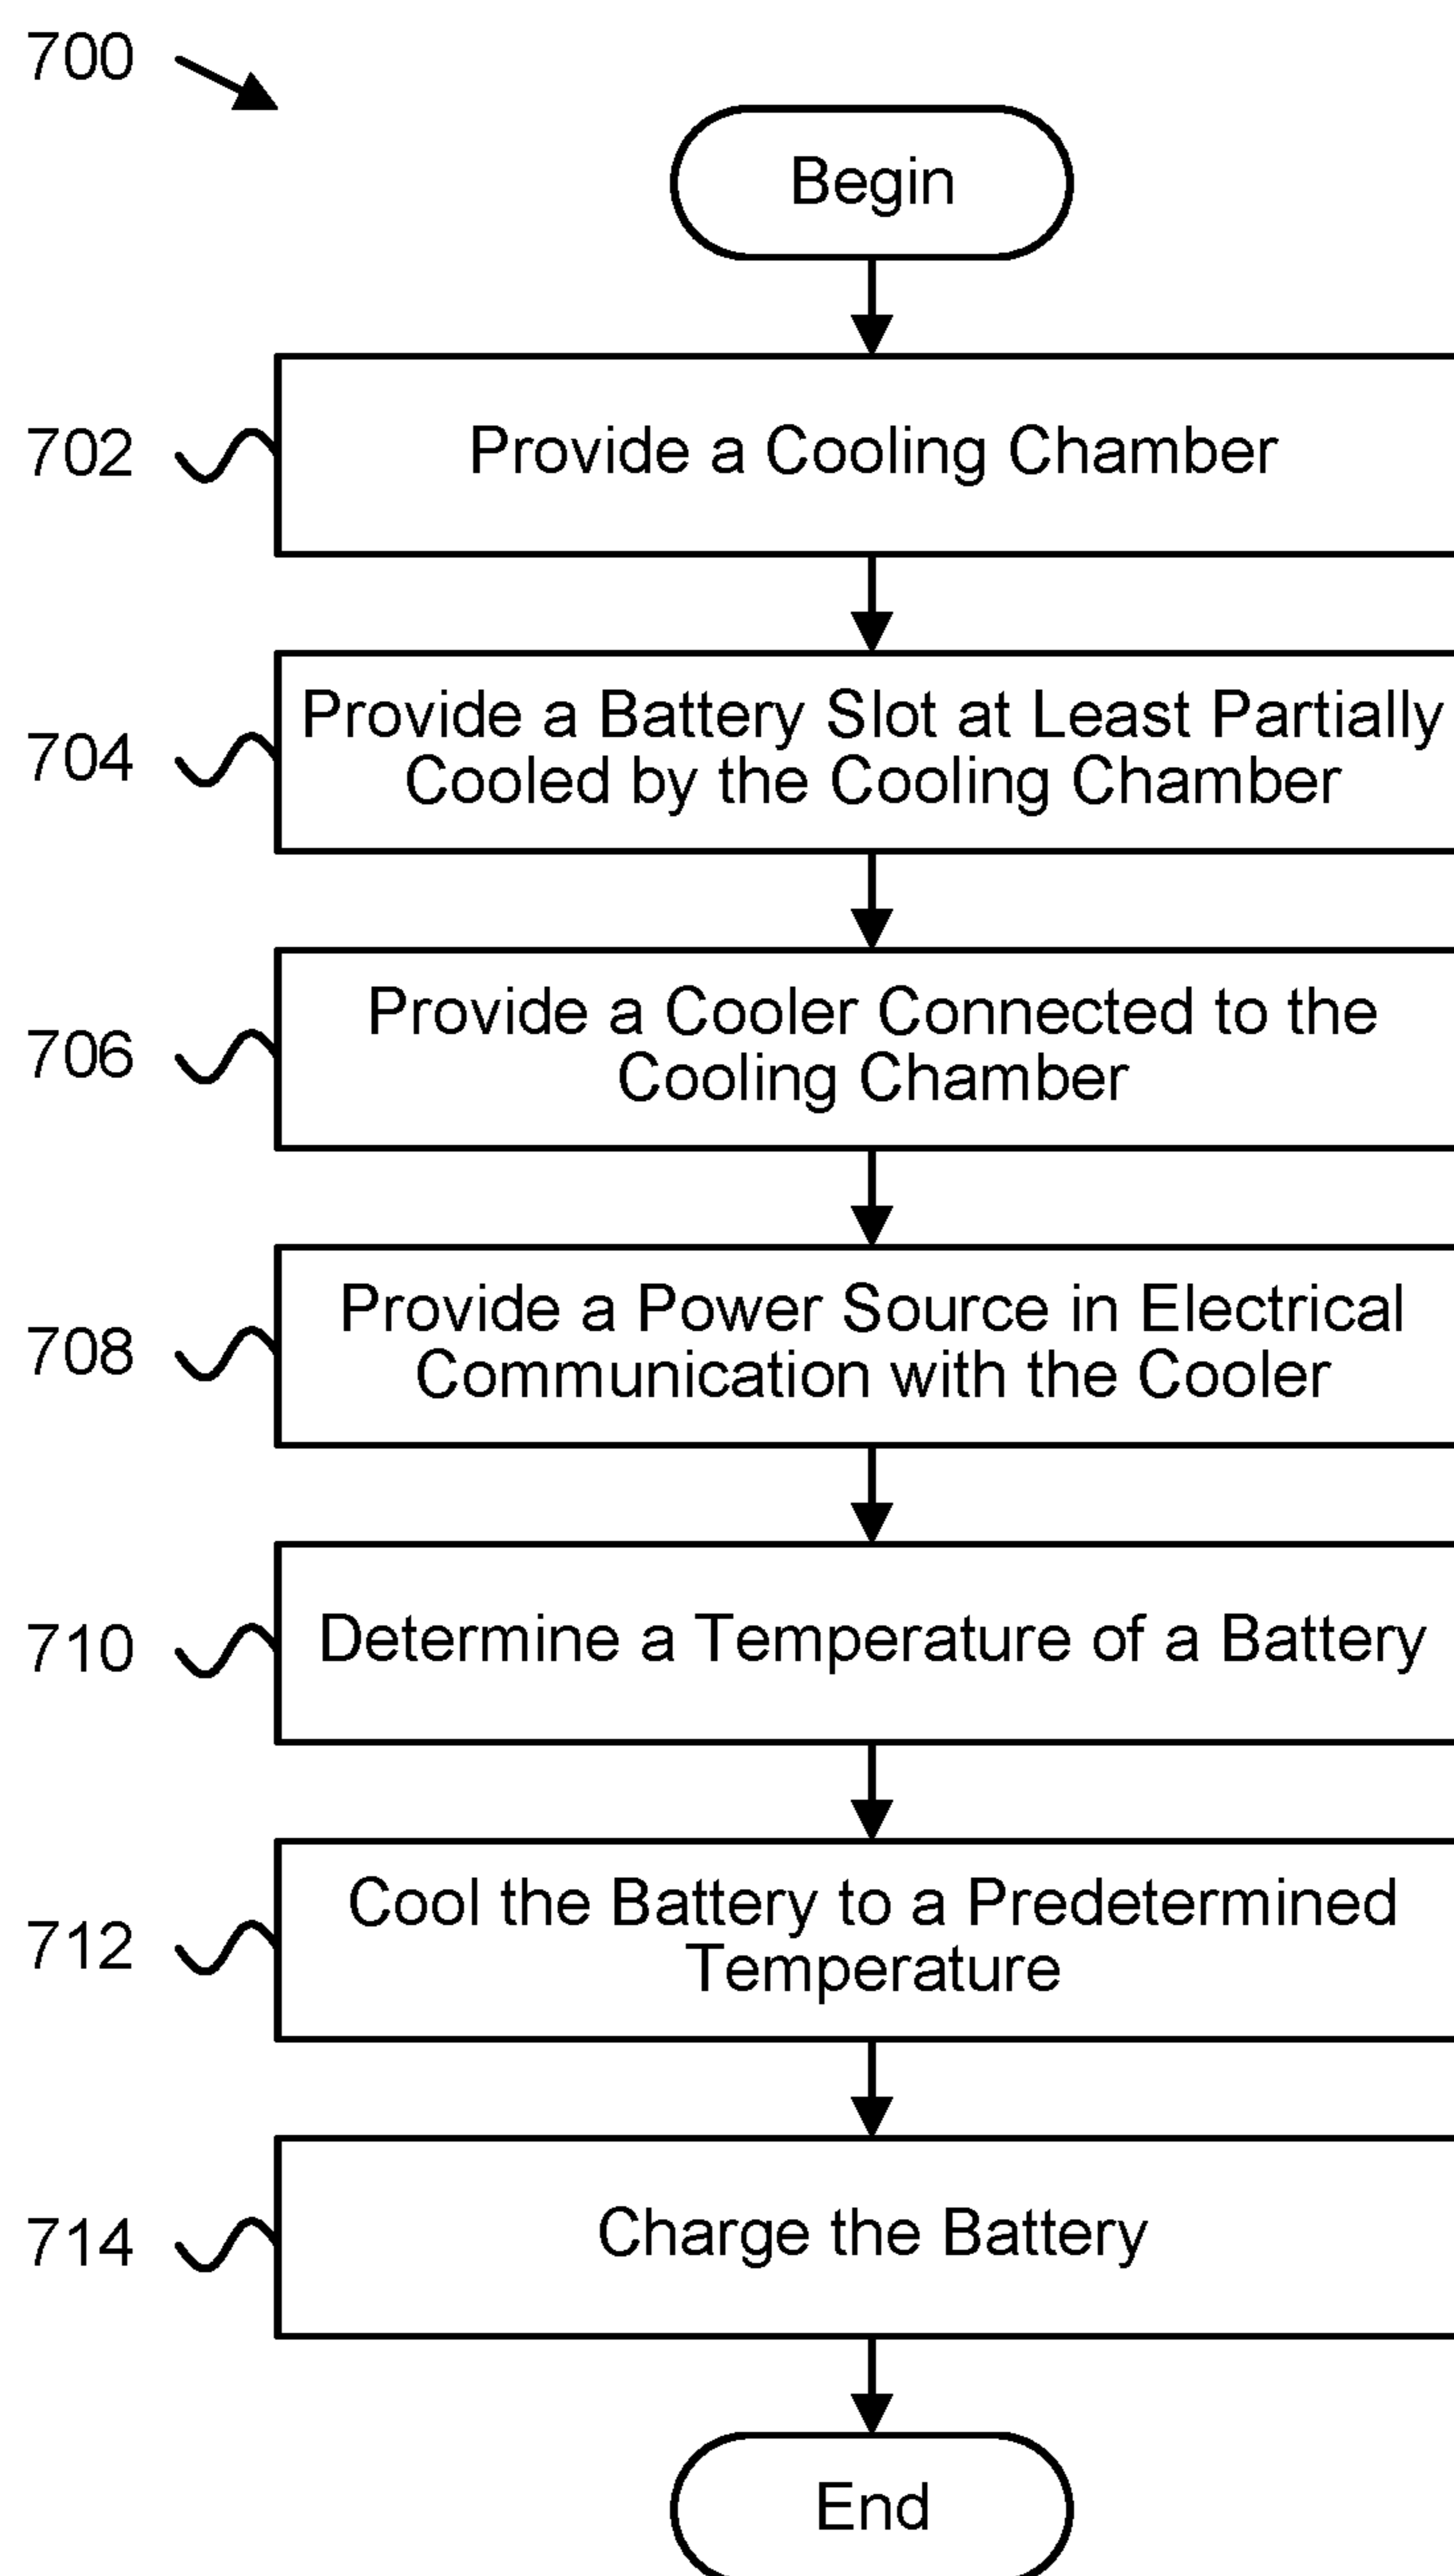 700
Begin
702
Provide a Cooling Chamber
704
Provide a Battery Slot at Least Partially
Cooled by the Cooling Chamber
706
Provide a Cooler Connected to the
Cooling Chamber
708
Provide a Power Source in Electrical
Communication with the Cooler
710
Determine a Temperature of a Battery
712
Cool the Battery to a Predetermined
Temperature
714
Charge the Battery
End